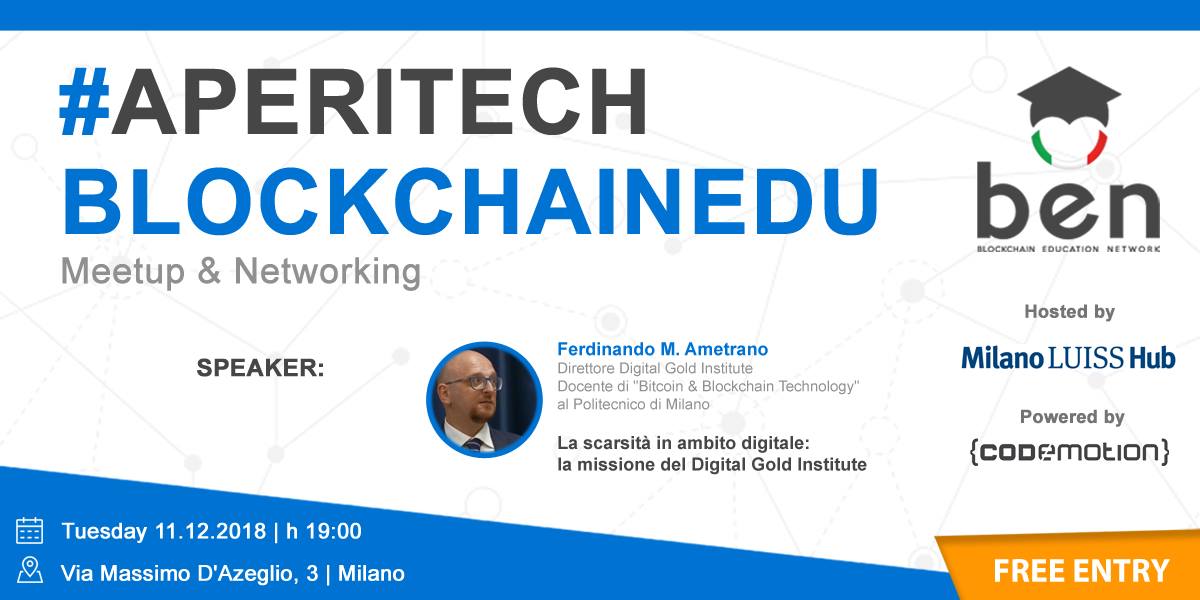 #APERITECH
BLOCKCHAINEDU
Meetup & Networking
SPEAKER:
Ferdinando M. Ametrano
Direttore Digital Gold Institute
Docente di "Bitcoin & Blockchain Technology"
al Politecnico di Milano
La scarsità in ambito digitale:
la missione del Digital Gold Institute
ben
BLOCKCHAIN EDUCATION NETWORK
Hosted by
Milano LUISS Hub
Powered by
{codemotion}
Tuesday 11.12.2018 | h 19:00
Via Massimo D'Azeglio, 3 | Milano
FREE ENTRY